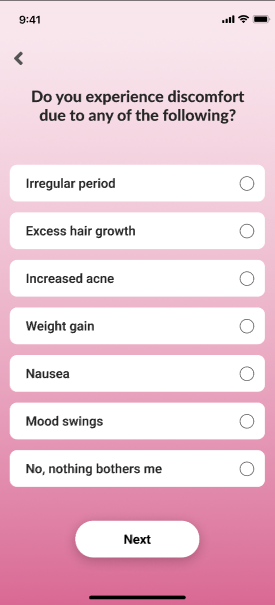 9:41
Do you experience discomfort
due to any of the following?
Irregular period
Excess hair growth
Increased acne
Weight gain
Nausea
Mood swings
No, nothing bothers me
Next